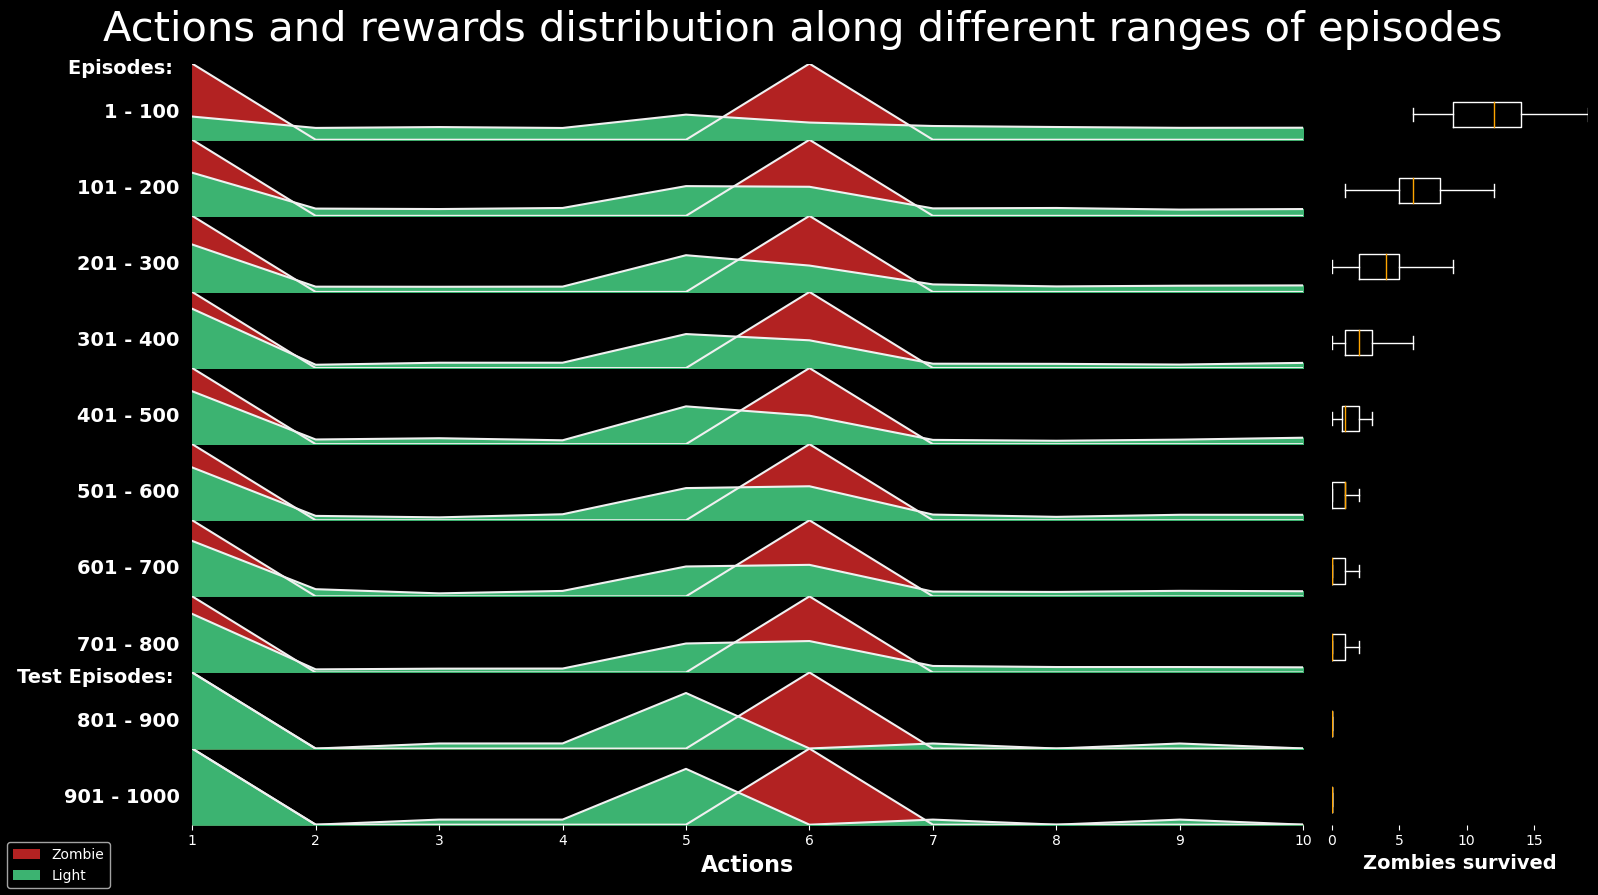 Actions and rewards distribution along different ranges of episodes
Episodes:
1 - 100
101 - 200
201 - 300
301 - 400
401 - 500
501 - 600
601 - 700
701 - 800
Test Episodes:
801 - 900
901 - 1000
1 2 3 4 5 6 7 8 9 10
0 5 10 15
Actions
Zombies survived
Zombie
Light